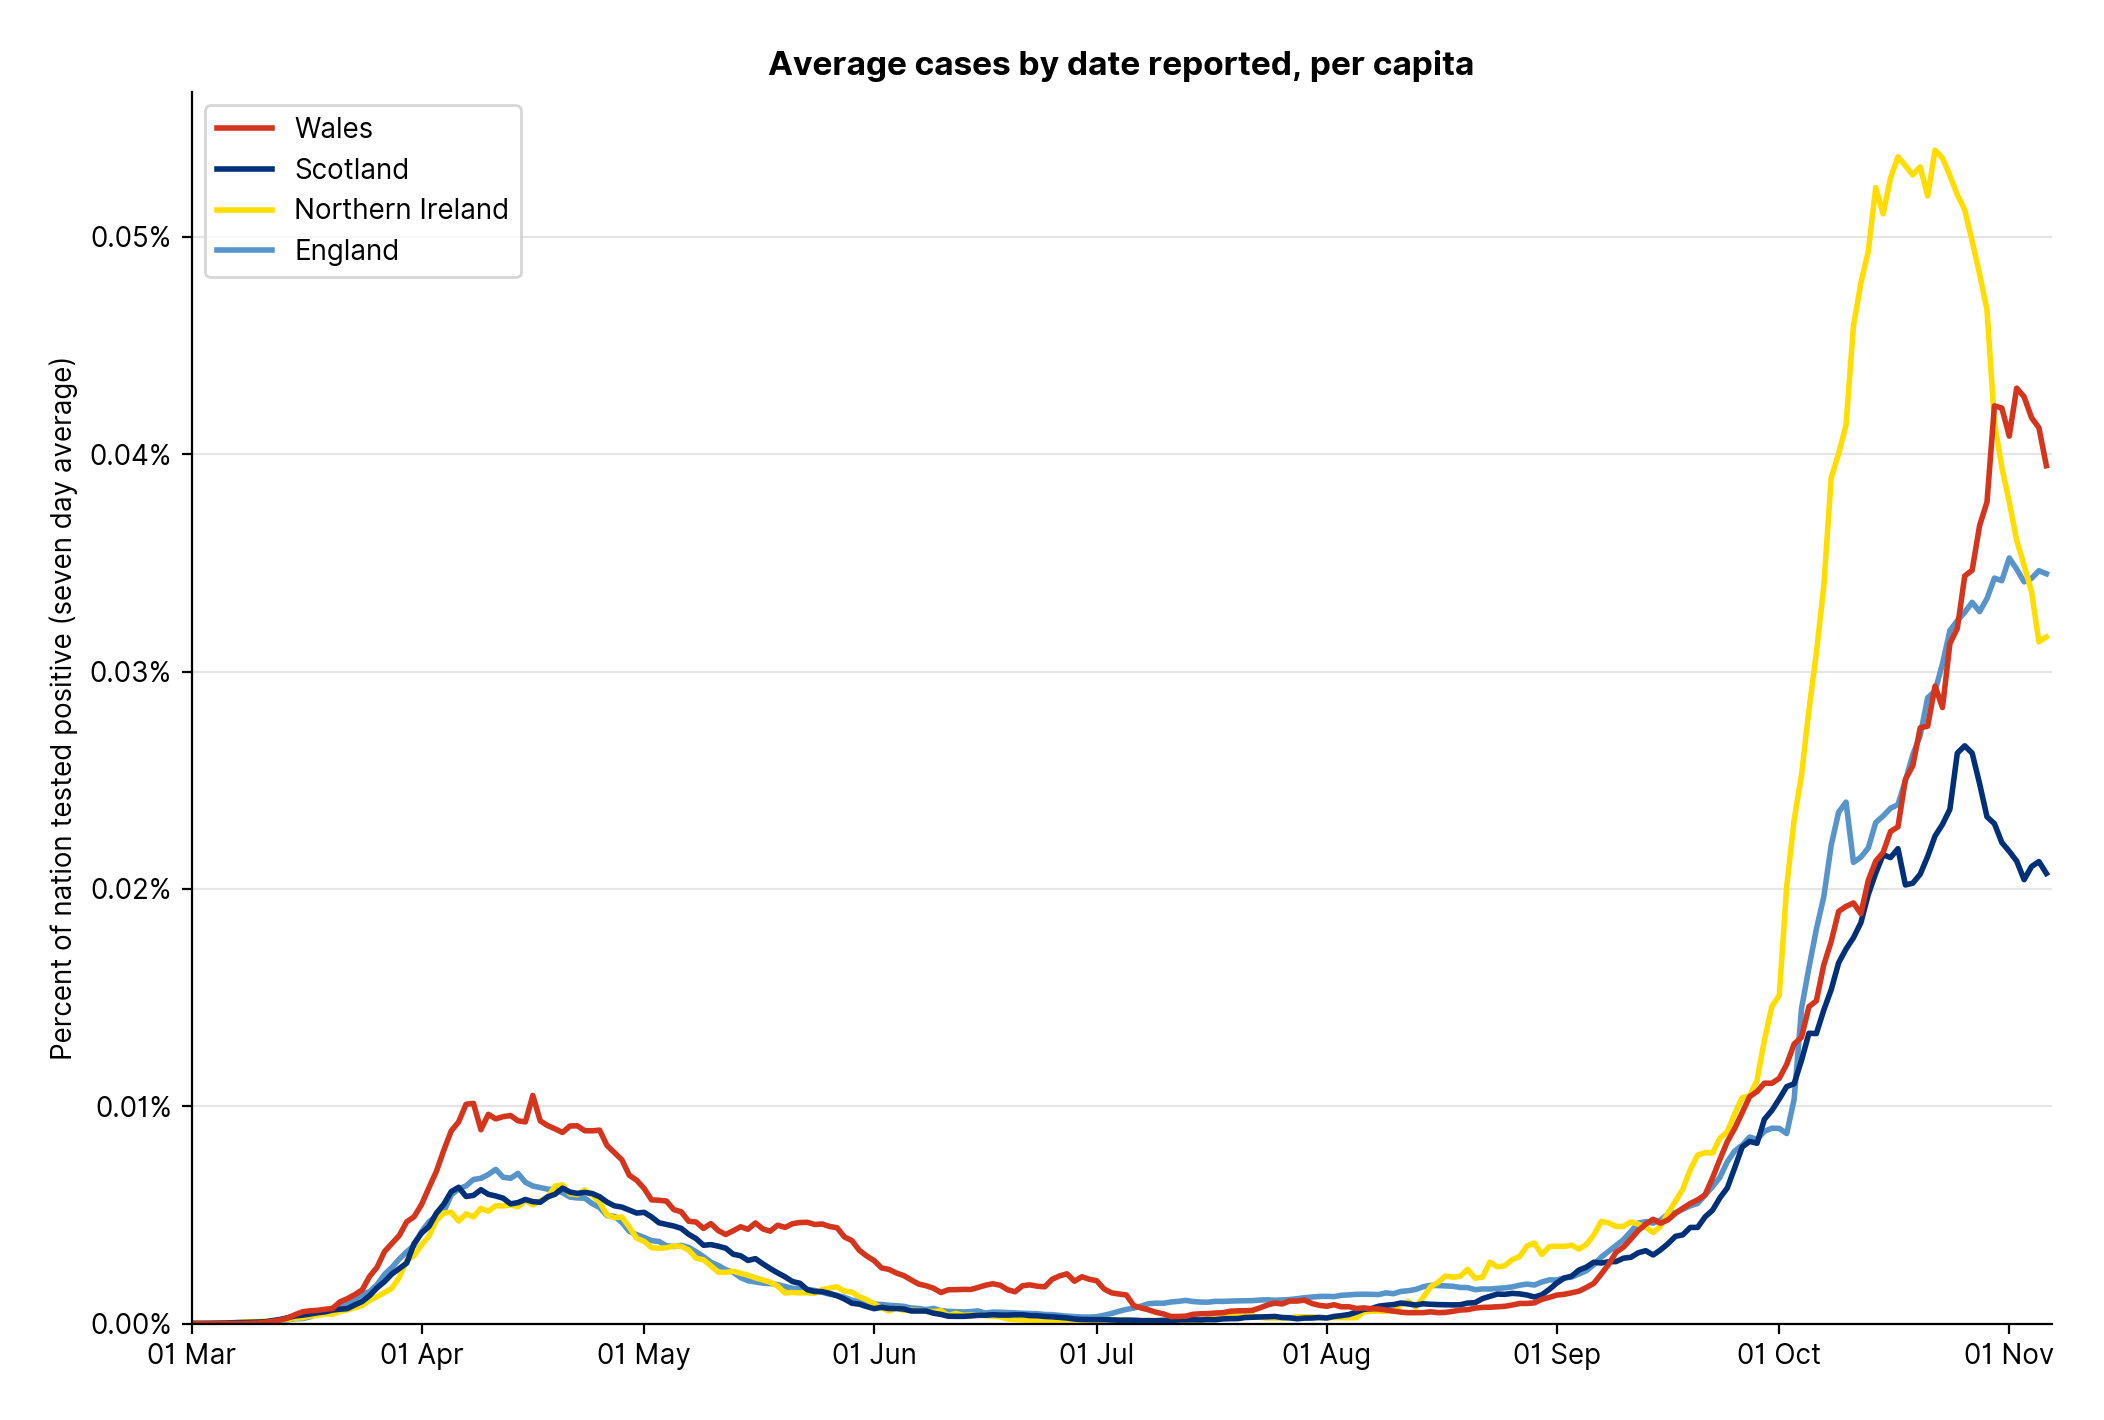 Average cases by date reported, per capita
Wales
Scotland
Northern Ireland
England
Percent of nation tested positive (seven day average)
0.05%
0.04%
0.03%
0.02%
0.01%
0.00%
01 Mar
01 Apr
01 May
01 Jun
01 Jul
01 Aug
01 Sep
01 Oct
01 Nov